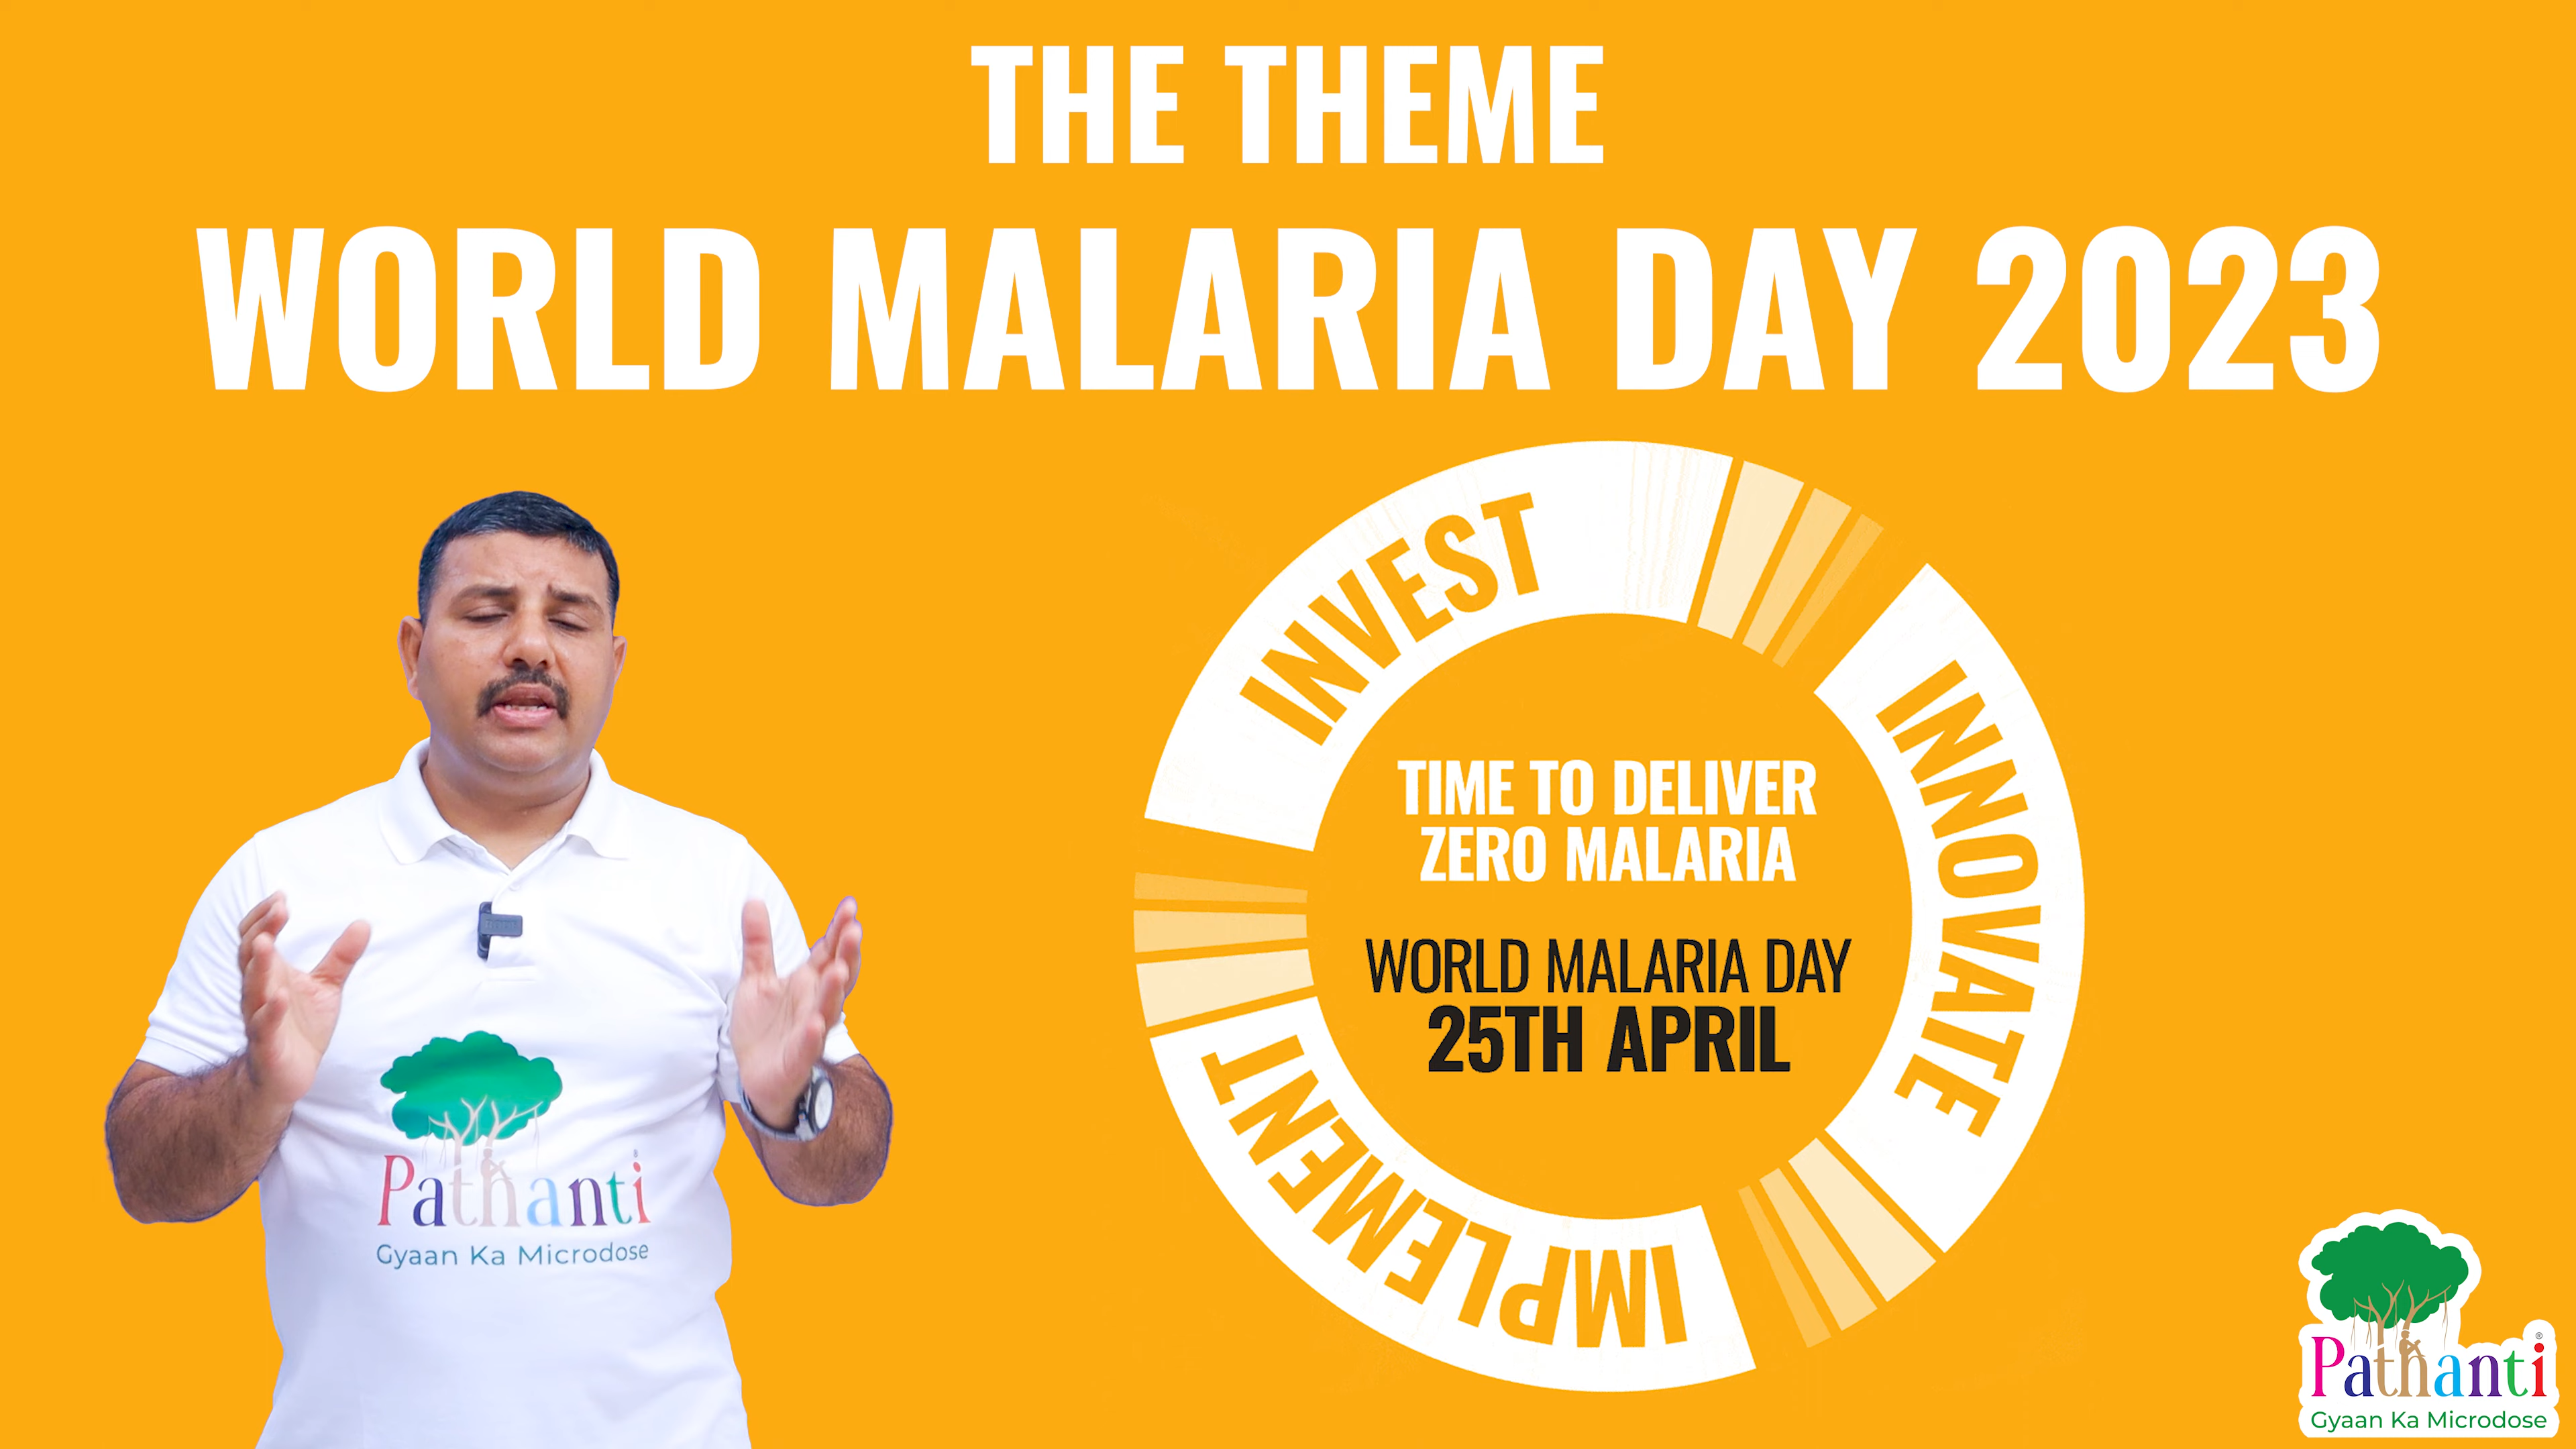 THE THEME
WORLD MALARIA DAY 2023
INVEST
INNOVATE
IMPLEMENT
TIME TO DELIVER
ZERO MALARIA
WORLD MALARIA DAY
25TH APRIL
Pathanti
Gyaan Ka Microdose
Pathanti®
Gyaan Ka Microdose